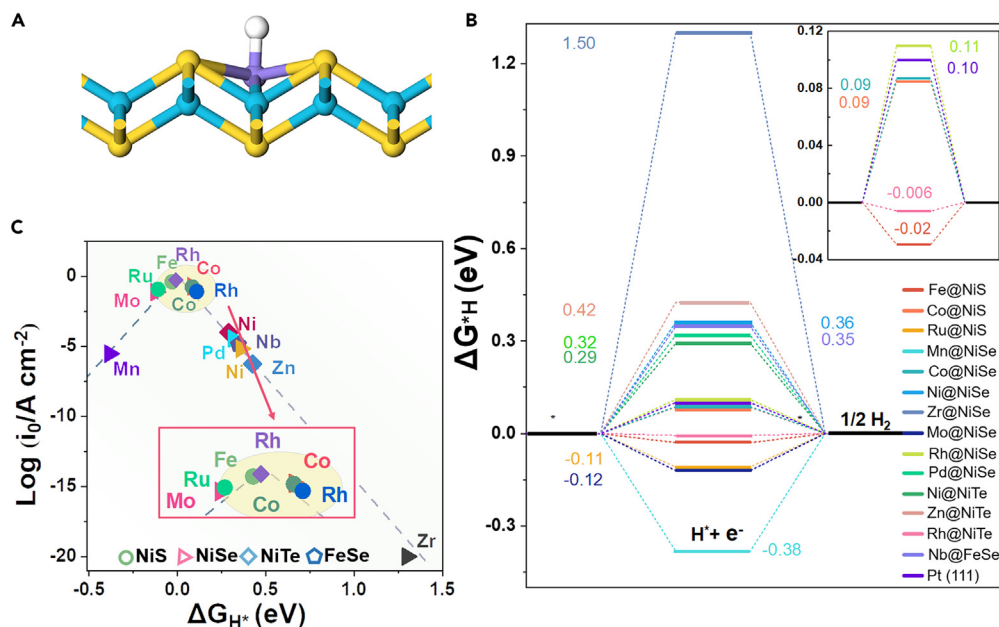 A
B
1.50
1.2
0.9
0.6
0.3
0.0
-0.3
ΔG*H (eV)
0.42
0.32
0.29
0.36
0.35
*
*
1/2 H2
-0.11
-0.12
H*+ e-
-0.38
0.12
0.08
0.04
0.00
-0.04
0.11
0.10
0.09
0.09
-0.006
-0.02
Fe@NiS
Co@NiS
Ru@NiS
Mn@NiSe
Co@NiSe
Ni@NiSe
Zr@NiSe
Mo@NiSe
Rh@NiSe
Pd@NiSe
Ni@NiTe
Zn@NiTe
Rh@NiTe
Nb@FeSe
Pt (111)
C
Log (i0/A cm-2)
0
-5
-10
-15
-20
Rh
Fe
Co
Ru
Rh
Mo
Co
Ni
Nb
Pd
Mn
Ni
Zn
Rh
Fe
Co
Ru
Mo
Co
Rh
Zr
NiS
NiSe
NiTe
FeSe
-0.5
0.0
0.5
1.0
1.5
ΔGH* (eV)